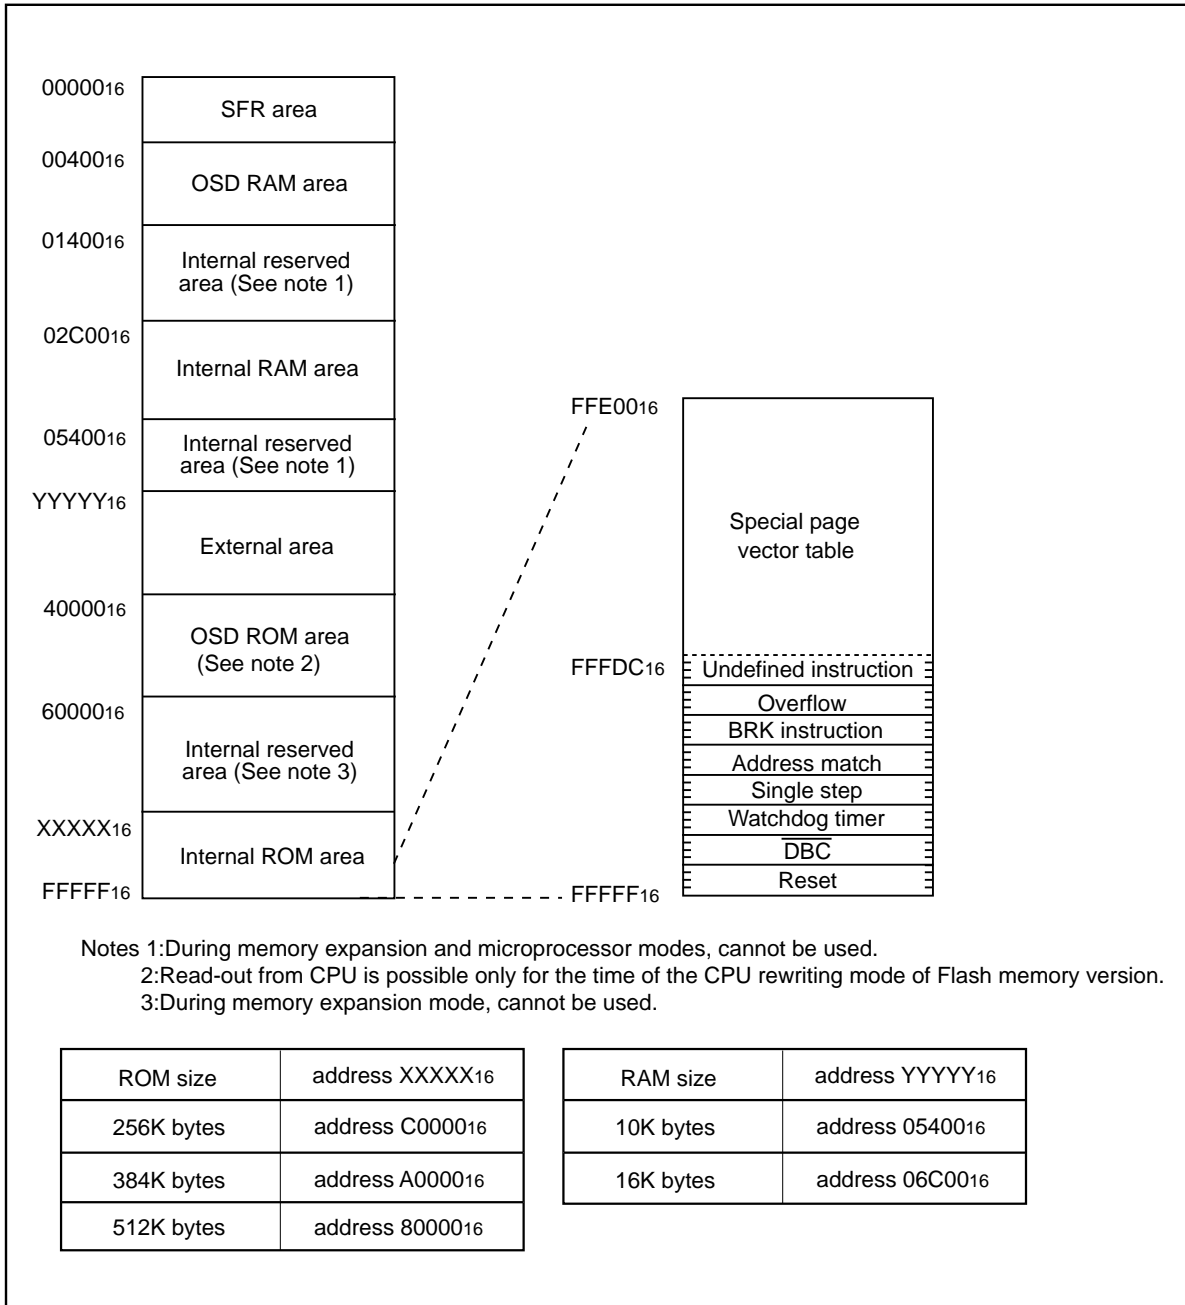 0000016
SFR area
0040016
OSD RAM area
0140016
Internal reserved
area (See note 1)
02C0016
Internal RAM area
0540016
Internal reserved
area (See note 1)
YYYYY16
External area
4000016
OSD ROM area
(See note 2)
6000016
Internal reserved
area (See note 3)
XXXXX16
Internal ROM area
FFFFF16
FFE0016
Special page
vector table
FFFDC16
Undefined instruction
Overflow
BRK instruction
Address match
Single step
Watchdog timer
DBC
Reset
FFFFF16
Notes 1:During memory expansion and microprocessor modes, cannot be used.
2:Read-out from CPU is possible only for the time of the CPU rewriting mode of Flash memory version.
3:During memory expansion mode, cannot be used.
ROM size address XXXXX16
256K bytes address C000016
384K bytes address A000016
512K bytes address 8000016
RAM size address YYYYY16
10K bytes address 0540016
16K bytes address 06C0016